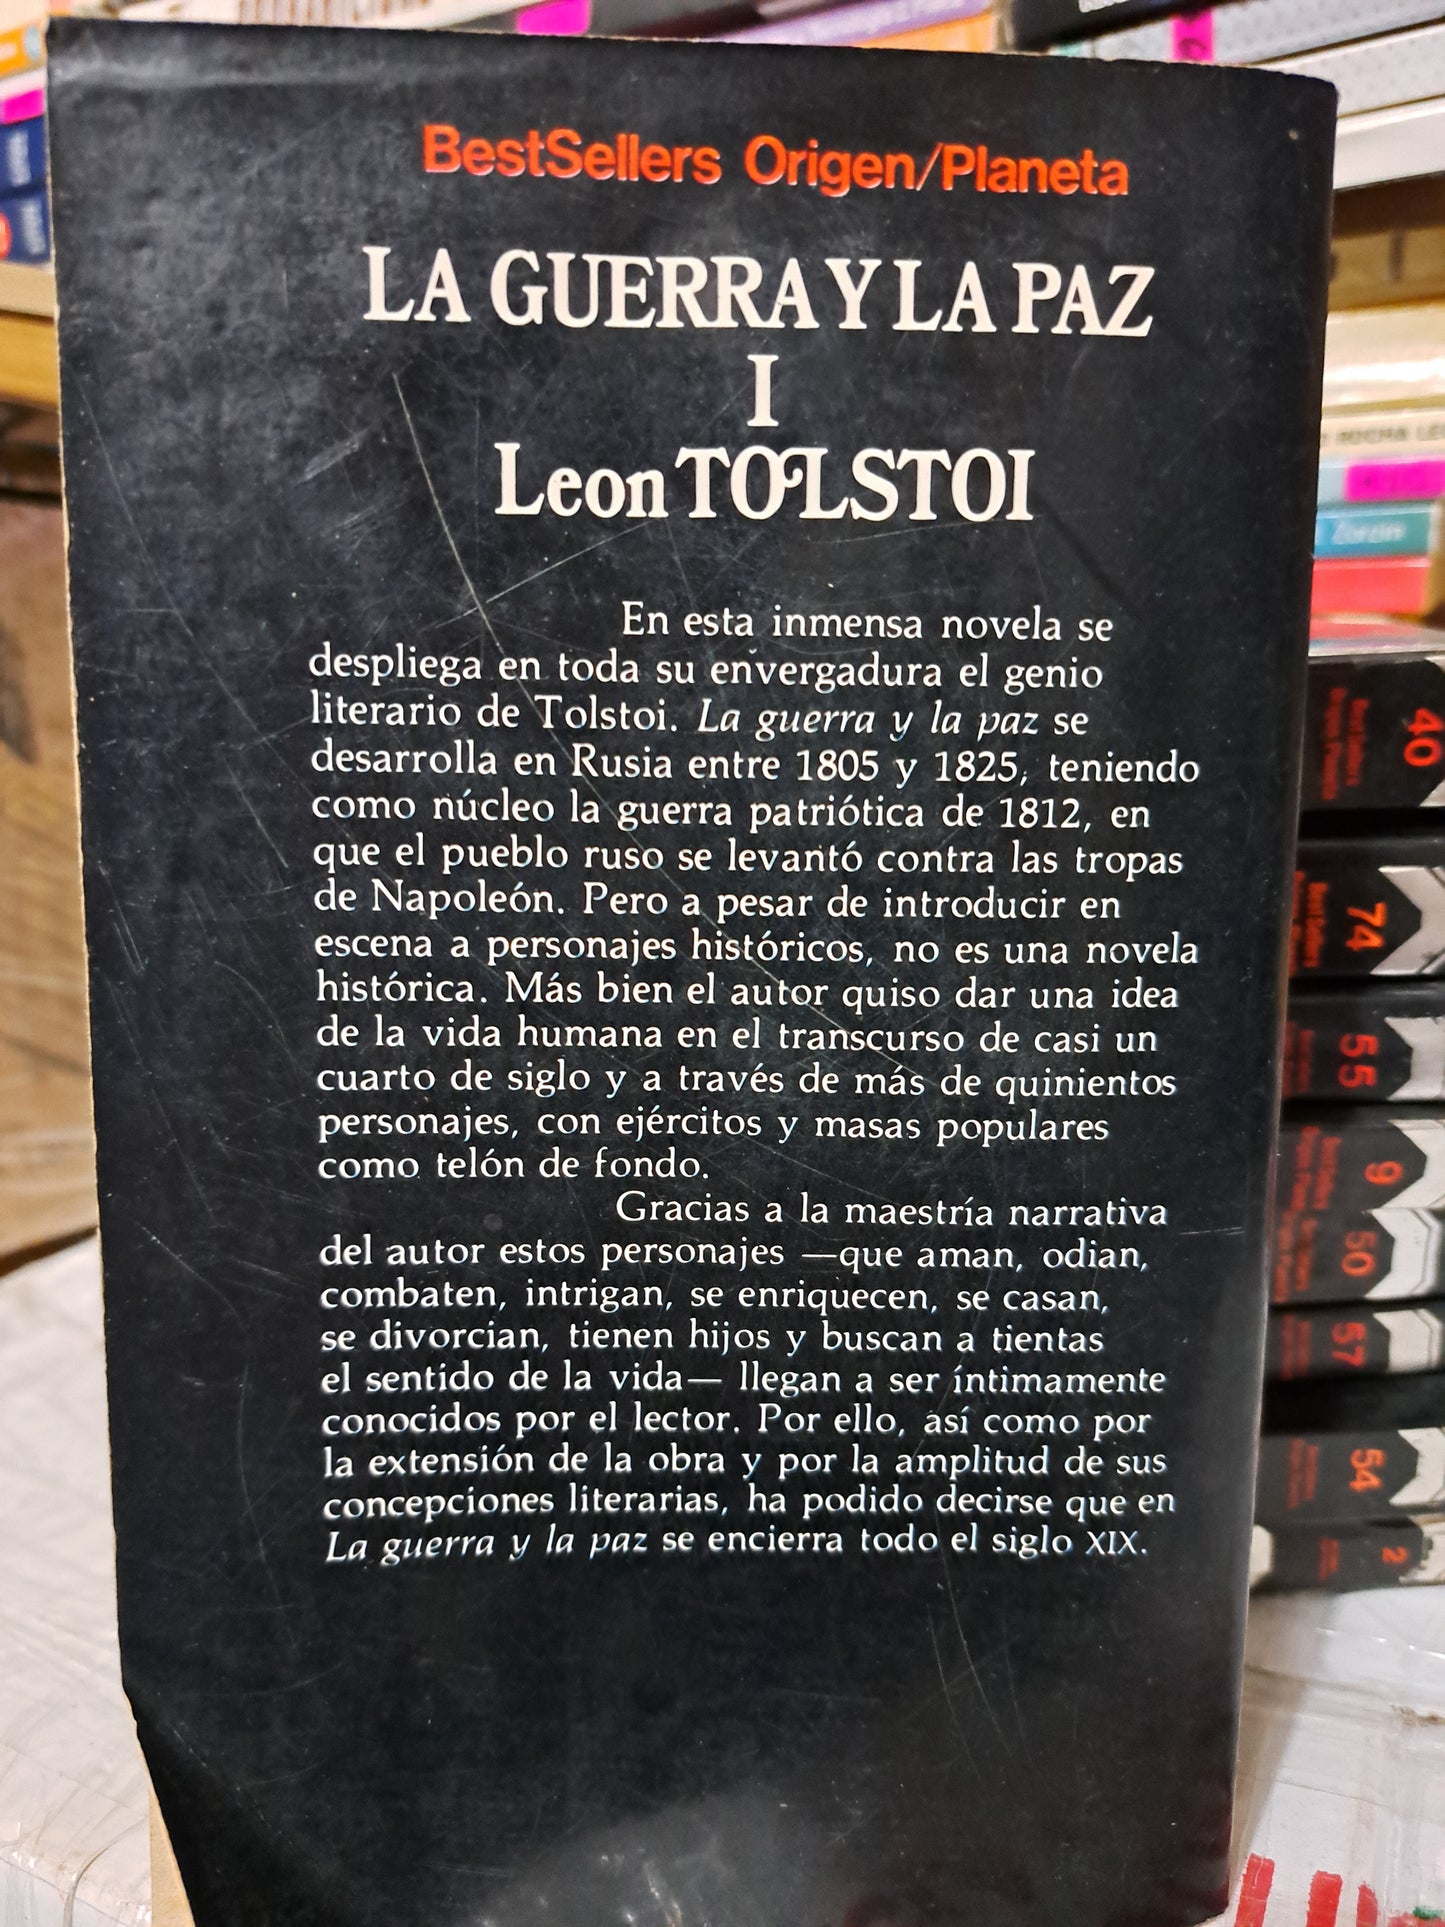 BestSellers Origen/Planeta
LA GUERRA Y LA PAZ
I
Leon TOLSTOI
En esta inmensa novela se
despliega en toda su envergadura el genio
literario de Tolstoi. La guerra y la paz se
desarrolla en Rusia entre 1805 y 1825, teniendo
como núcleo la guerra patriótica de 1812, en
que el pueblo ruso se levantó contra las tropas
de Napoleón. Pero a pesar de introducir en
escena a personajes históricos, no es una novela
histórica. Más bien el autor quiso dar una idea
de la vida humana en el transcurso de casi un
cuarto de siglo y a través de más de quinientos
personajes, con ejércitos y masas populares
como telón de fondo.
Gracias a la maestría narrativa
del autor estos personajes —que aman, odian,
combaten, intrigan, se enriquecen, se casan,
se divorcian, tienen hijos y buscan a tientas
el sentido de la vida— llegan a ser íntimamente
conocidos por el lector. Por ello, así como por
la extensión de la obra y por la amplitud de sus
concepciones literarias, ha podido decirse que en
La guerra y la paz se encierra todo el siglo XIX.
40
74
55
9
50
57
54
2